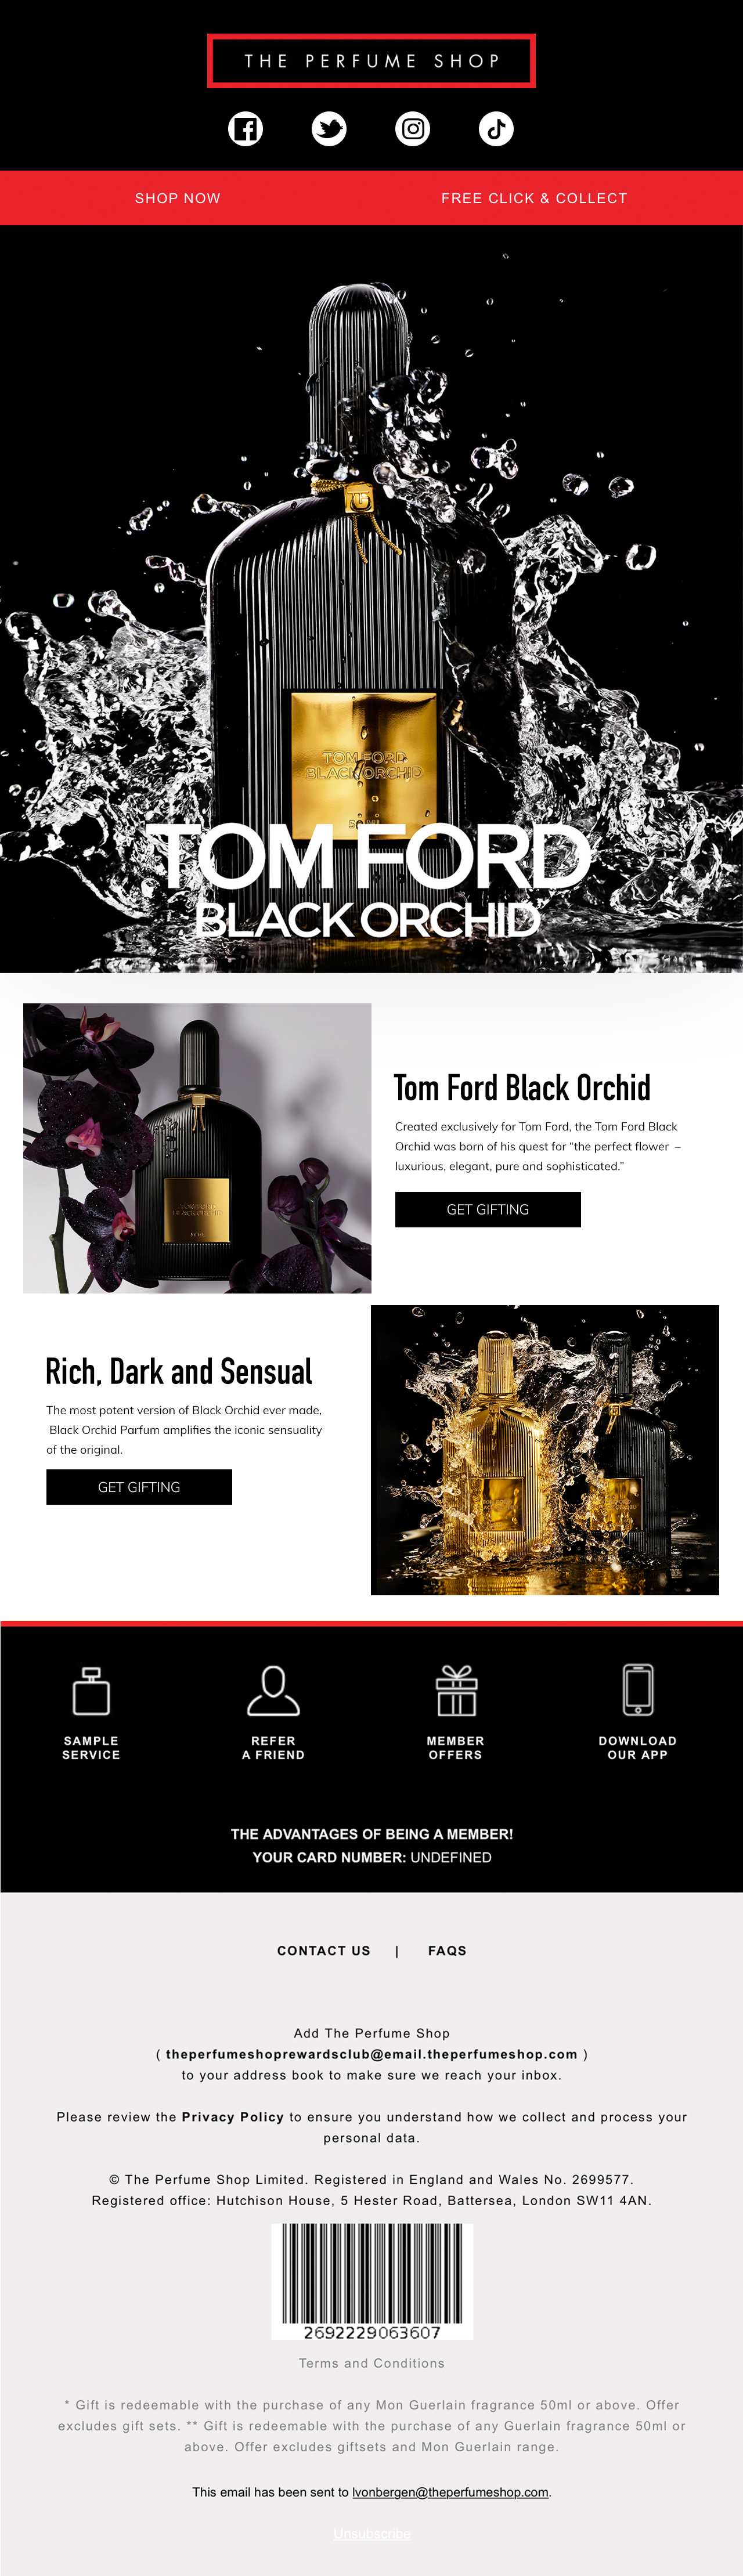 THE PERFUME SHOP
SHOP NOW
FREE CLICK & COLLECT
TOM FORD
BLACK ORCHID
TOM FORD
BLACK ORCHID
Tom Ford Black Orchid
Created exclusively for Tom Ford, the Tom Ford Black
Orchid was born of his quest for “the perfect flower –
luxurious, elegant, pure and sophisticated.”
GET GIFTING
TOM FORD
BLACK ORCHID
Rich, Dark and Sensual
The most potent version of Black Orchid ever made,
Black Orchid Parfum amplifies the iconic sensuality
of the original.
GET GIFTING
SAMPLE
SERVICE
REFER
A FRIEND
MEMBER
OFFERS
DOWNLOAD
OUR APP
THE ADVANTAGES OF BEING A MEMBER!
YOUR CARD NUMBER: UNDEFINED
CONTACT US | FAQS
Add The Perfume Shop
( theperfumeshoprewardsclub@email.theperfumeshop.com )
to your address book to make sure we reach your inbox.
Please review the Privacy Policy to ensure you understand how we collect and process your
personal data.
© The Perfume Shop Limited. Registered in England and Wales No. 2699577.
Registered office: Hutchison House, 5 Hester Road, Battersea, London SW11 4AN.
2692229063607
Terms and Conditions
* Gift is redeemable with the purchase of any Mon Guerlain fragrance 50ml or above. Offer
excludes gift sets. ** Gift is redeemable with the purchase of any Guerlain fragrance 50ml or
above. Offer excludes giftsets and Mon Guerlain range.
This email has been sent to lvonbergen@theperfumeshop.com.
Unsubscribe